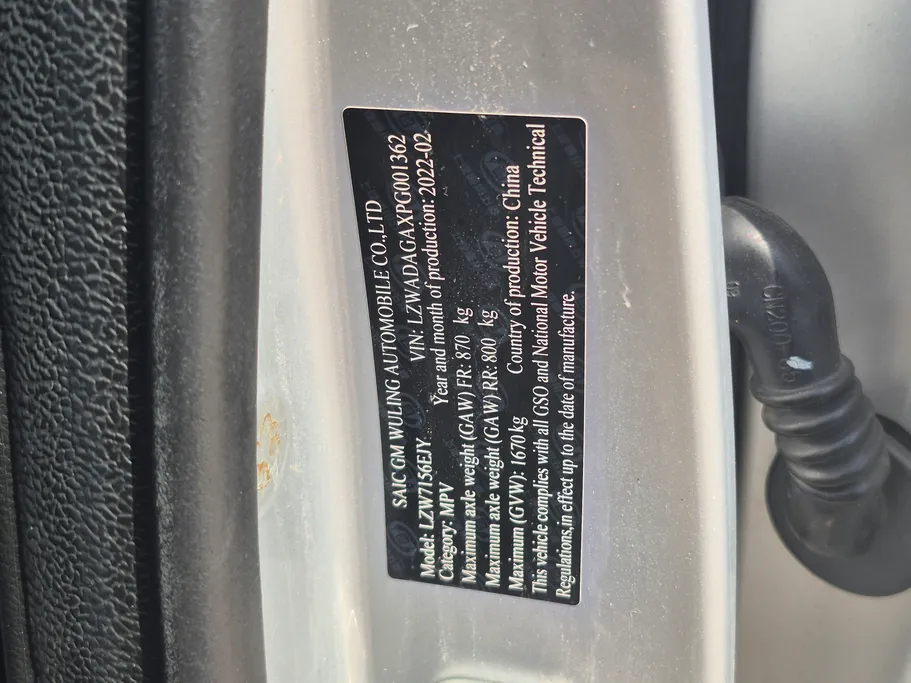 SAIC GM WULING AUTOMOBILE CO.,LTD
Model: LZW7156EJY VIN: LZWADAGAXPG001362
Category: MPV Year and month of production: 2022-02
Maximum axle weight (GAW) FR: 870 kg
Maximum axle weight (GAW) RR: 800 kg
Maximum (GVW): 1670 kg Country of production: China
This vehicle complies with all GSO and National Motor Vehicle Technical
Regulations,in effect up to the date of manufacture.